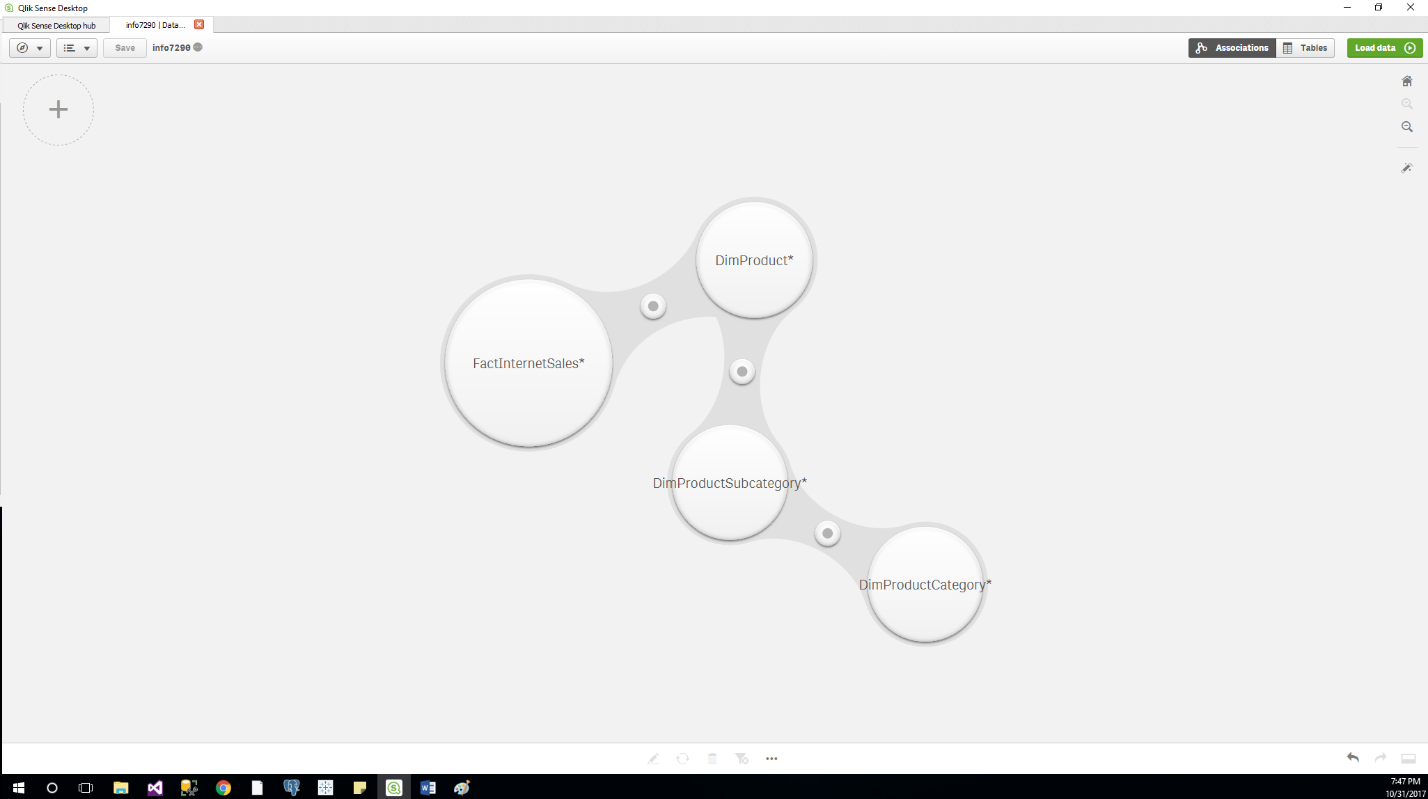 Qlik Sense Desktop
Qlik Sense Desktop hub
info7290 | Data...
Save
info7290
Associations
Tables
Load data
DimProduct*
FactInternetSales*
DimProductSubcategory*
DimProductCategory*
7:47 PM
10/31/2017